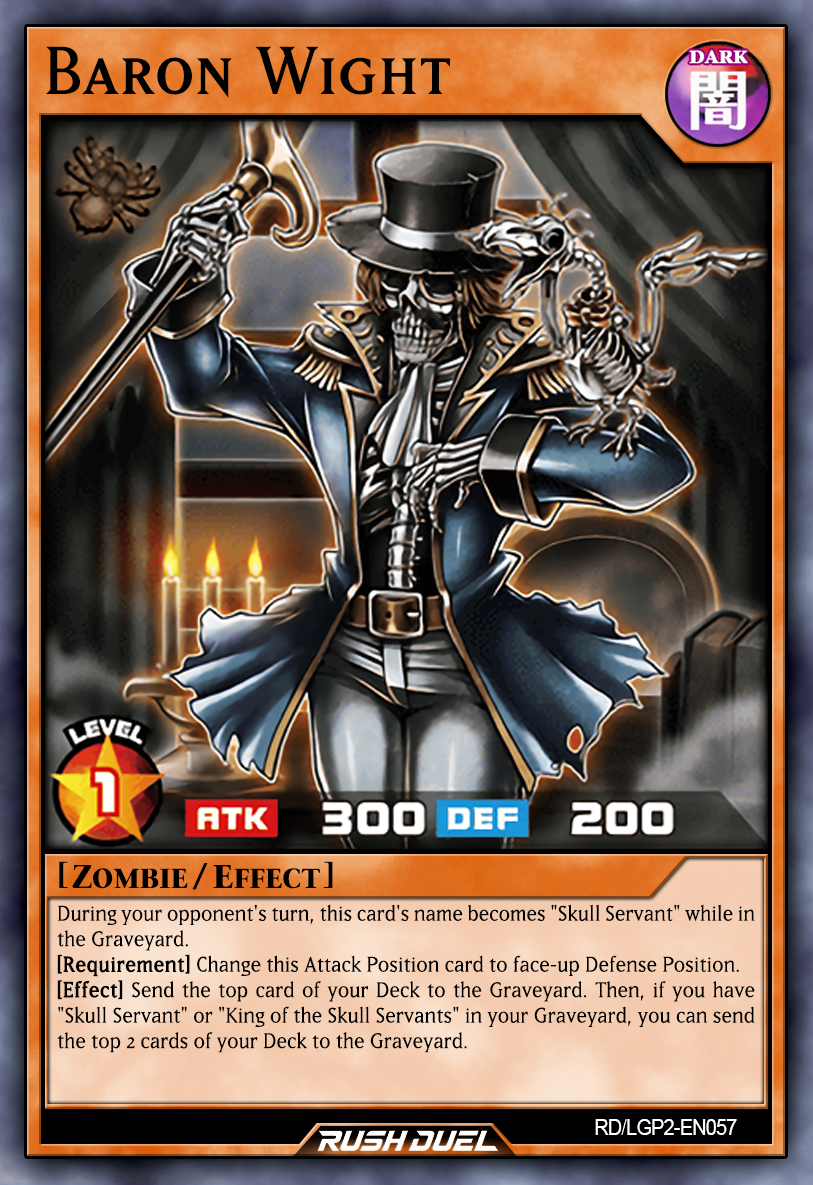 Baron Wight
DARK
闇
LEVEL
1
ATK 300 DEF 200
[Zombie / Effect]
During your opponent's turn, this card's name becomes "Skull Servant" while in
the Graveyard.
[Requirement] Change this Attack Position card to face-up Defense Position.
[Effect] Send the top card of your Deck to the Graveyard. Then, if you have
"Skull Servant" or "King of the Skull Servants" in your Graveyard, you can send
the top 2 cards of your Deck to the Graveyard.
RD/LGP2-EN057
RUSH DUEL